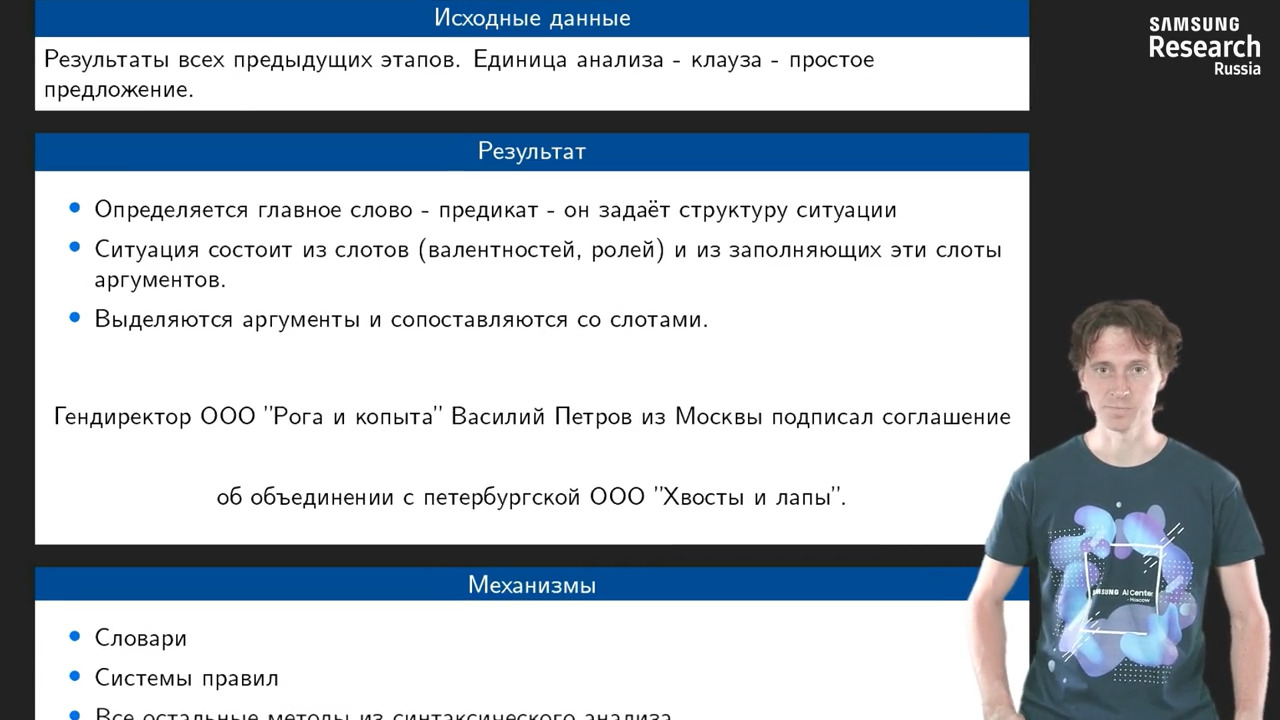 Исходные данные
SAMSUNG
Research
Russia
Результаты всех предыдущих этапов. Единица анализа - клауза - простое
предложение.
Результат
Определяется главное слово - предикат - он задаёт структуру ситуации
Ситуация состоит из слотов (валентностей, ролей) и из заполняющих эти слоты
аргументов.
Выделяются аргументы и сопоставляются со слотами.
Гендиректор ООО "Рога и копыта" Василий Петров из Москвы подписал соглашение
об объединении с петербургской ООО "Хвосты и лапы".
Механизмы
SAMSUNG AI Center
- Moscow
Словари
Системы правил
Все остальные методы из синтаксического анализа